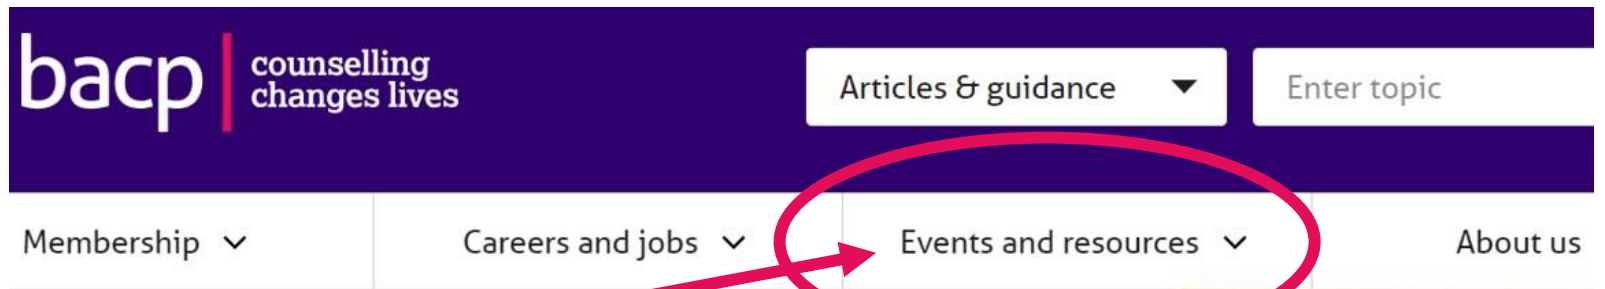 bacp
counselling
changes lives
Articles & guidance
Enter topic
Membership
Careers and jobs
Events and resources
About us